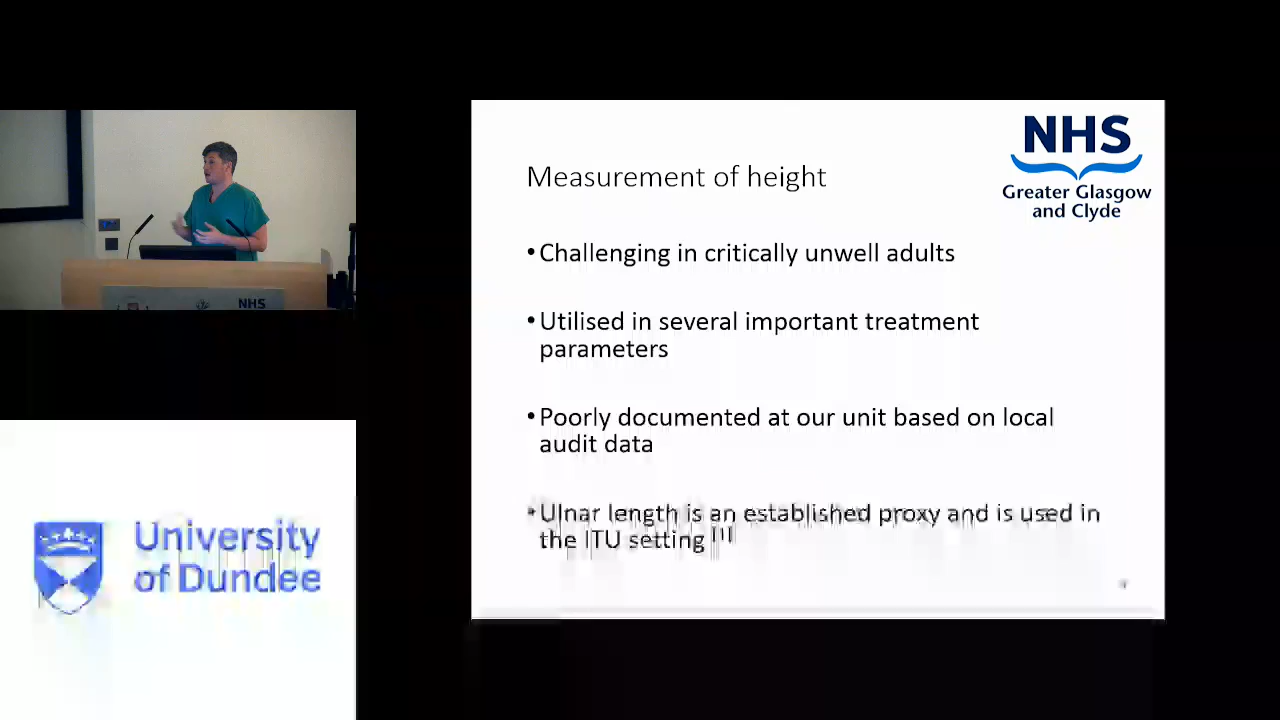 NHS
Greater Glasgow
and Clyde
Measurement of height
•Challenging in critically unwell adults
•Utilised in several important treatment
parameters
•Poorly documented at our unit based on local
audit data
•Ulnar length is an established proxy and is used in
the ITU setting [1]
NHS
University
of Dundee